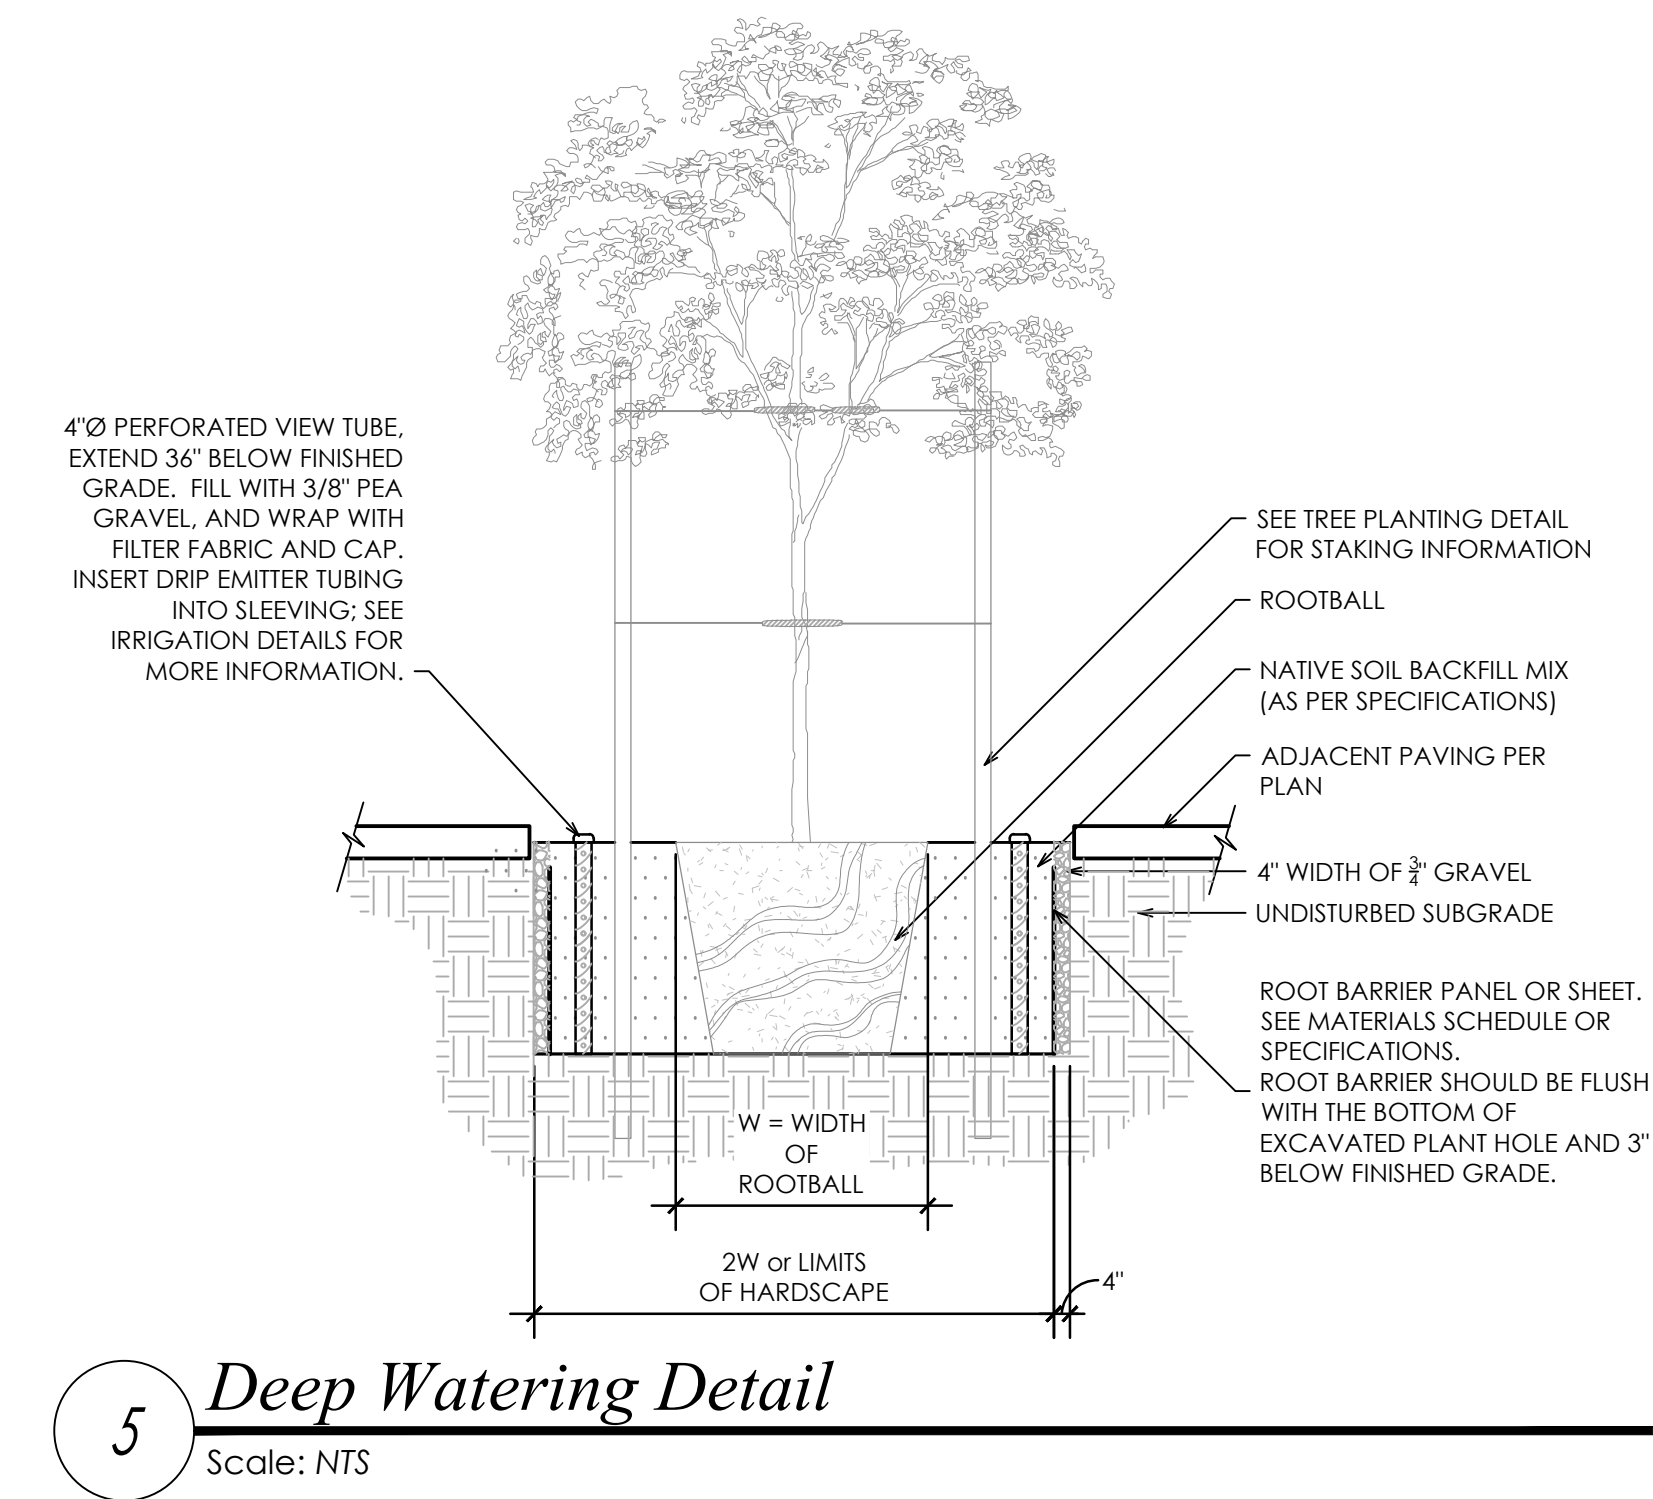 4"Ø PERFORATED VIEW TUBE,
EXTEND 36" BELOW FINISHED
GRADE. FILL WITH 3/8" PEA
GRAVEL, AND WRAP WITH
FILTER FABRIC AND CAP.
INSERT DRIP EMITTER TUBING
INTO SLEEVING; SEE
IRRIGATION DETAILS FOR
MORE INFORMATION.
SEE TREE PLANTING DETAIL
FOR STAKING INFORMATION
ROOTBALL
NATIVE SOIL BACKFILL MIX
(AS PER SPECIFICATIONS)
ADJACENT PAVING PER
PLAN
4" WIDTH OF 3/4" GRAVEL
UNDISTURBED SUBGRADE
ROOT BARRIER PANEL OR SHEET.
SEE MATERIALS SCHEDULE OR
SPECIFICATIONS.
ROOT BARRIER SHOULD BE FLUSH
WITH THE BOTTOM OF
EXCAVATED PLANT HOLE AND 3"
BELOW FINISHED GRADE.
W = WIDTH
OF
ROOTBALL
2W or LIMITS
OF HARDSCAPE
4"
5
Deep Watering Detail
Scale: NTS